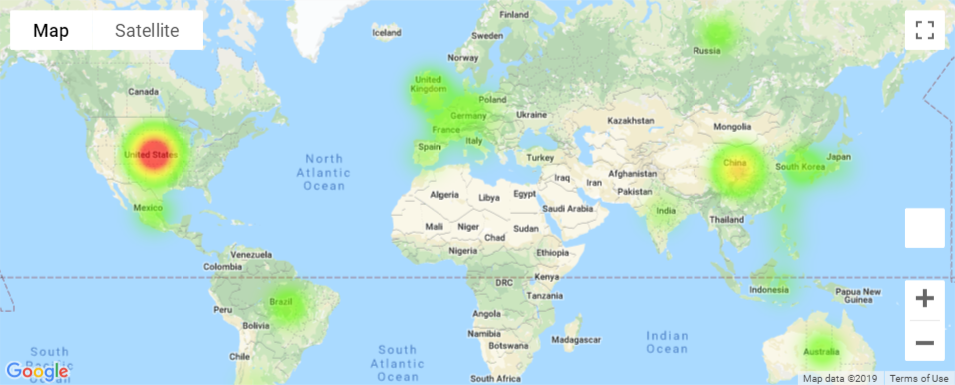 Map
Satellite
Finland
Iceland
Sweden
Russia
Norway
Canada
United
Kingdom
Poland
Germany
Ukraine
Kazakhstan
Mongolia
France
Italy
Spain
Turkey
United States
North
Atlantic
Ocean
China
South Korea
Japan
Iraq
Iran
Afghanistan
Pakistan
Algeria
Libya
Egypt
Saudi Arabia
India
Mexico
Thailand
Mali
Niger
Chad
Sudan
Nigeria
Ethiopia
Venezuela
Colombia
DRC
Kenya
Tanzania
Indonesia
Papua New
Guinea
Brazil
Peru
Bolivia
Angola
Namibia
Botswana
Madagascar
Indian
Ocean
Chile
South
Pacific
Ocean
South
Atlantic
Ocean
Australia
South Africa
Google
Map data ©2019
Terms of Use